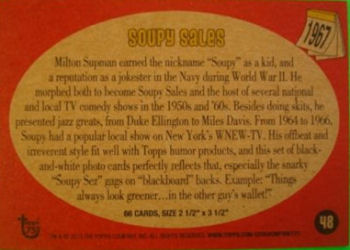 SOUPY SALES
1967
Milton Supman earned the nickname "Soupy" as a kid, and
a reputation as a jokester in the Navy during World War II. He
morphed both to become Soupy Sales and the host of several national
and local TV comedy shows in the 1950s and '60s. Besides doing skits, he
presented jazz greats, from Duke Ellington to Miles Davis. From 1964 to 1966,
Soupy had a popular local show on New York's WNEW-TV. His offbeat and
irreverent style fit well with Topps humor products, and this set of black-
and-white photo cards perfectly reflects that, especially the snarky
"Soupy Sez" gags on "blackboard" backs. Example: "Things
always look greener…in the other guy's wallet!"
66 CARDS, SIZE 2 1/2" X 3 1/2"
Topps
75
48